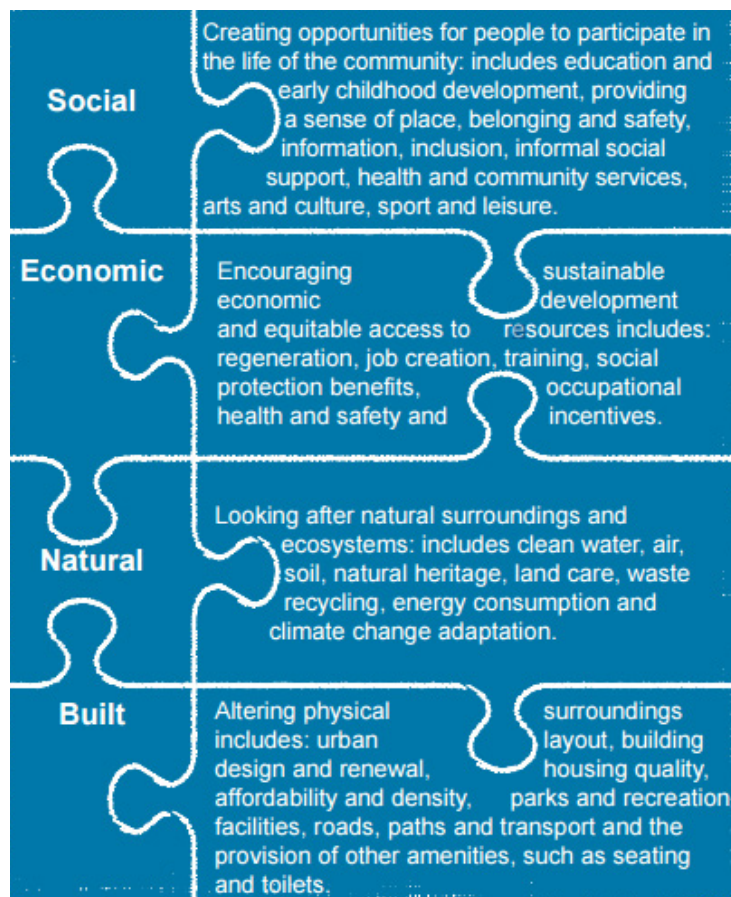 Social
Creating opportunities for people to participate in
the life of the community: includes education and
early childhood development, providing
a sense of place, belonging and safety,
information, inclusion, informal social
support, health and community services,
arts and culture, sport and leisure.
Economic
Encouraging sustainable
economic development
and equitable access to resources includes:
regeneration, job creation, training, social
protection benefits, occupational
health and safety and incentives.
Natural
Looking after natural surroundings and
ecosystems: includes clean water, air,
soil, natural heritage, land care, waste
recycling, energy consumption and
climate change adaptation.
Built
Altering physical surroundings
includes: urban layout, building
design and renewal, housing quality,
affordability and density, parks and recreation
facilities, roads, paths and transport and the
provision of other amenities, such as seating
and toilets.